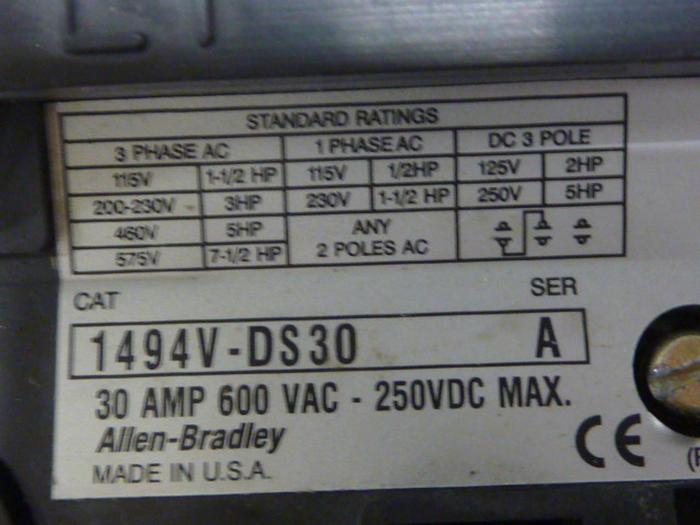 STANDARD RATINGS
3 PHASE AC 1 PHASE AC DC 3 POLE
115V 1-1/2 HP 115V 1/2HP 125V 2HP
200-230V 3HP 230V 1-1/2 HP 250V 5HP
460V 5HP ANY
575V 7-1/2 HP 2 POLES AC
CAT SER
1494V-DS30 A
30 AMP 600 VAC - 250VDC MAX.
Allen-Bradley
MADE IN U.S.A.
CE